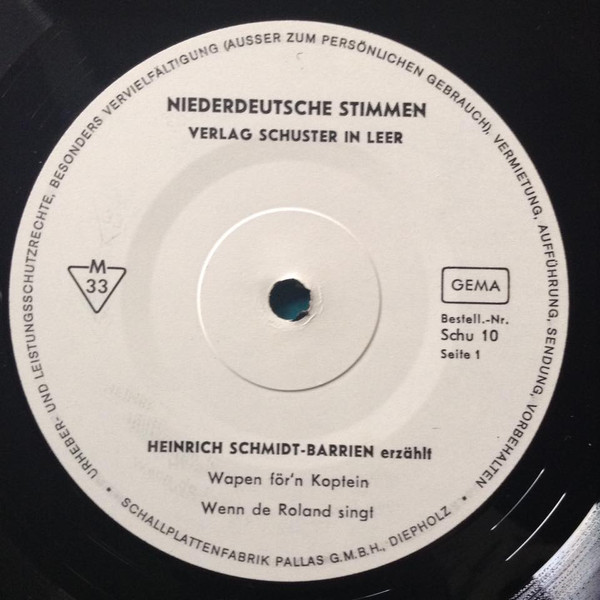 URHEBER- UND LEISTUNGSSCHUTZRECHTE, BESONDERS VERVIELFÄLTIGUNG (AUSSER ZUM PERSÖNLICHEN GEBRAUCH), VERMIETUNG, AUFFÜHRUNG, SENDUNG, VORBEHALTEN
NIEDERDEUTSCHE STIMMEN
VERLAG SCHUSTER IN LEER
M
33
GEMA
Bestell.-Nr.
Schu 10
Seite 1
HEINRICH SCHMIDT-BARRIEN erzählt
Wapen för'n Koptein
Wenn de Roland singt
• SCHALLPLATTENFABRIK PALLAS G.M.B.H., DIEPHOLZ •